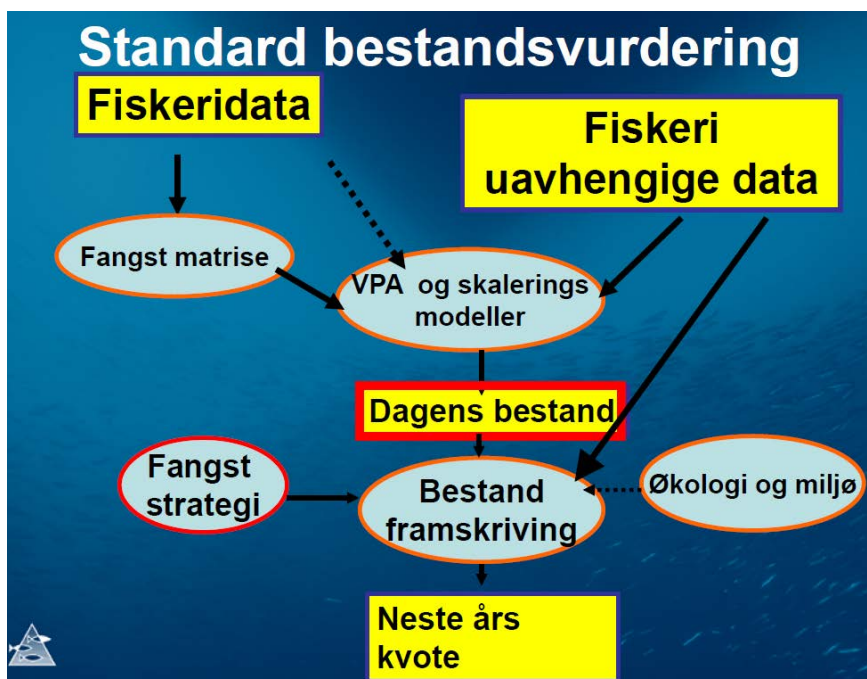 Standard bestandsvurdering
Fiskeridata
Fiskeri
uavhengige data
Fangst matrise
VPA og skalerings
modeller
Dagens bestand
Fangst
strategi
Bestand
framskriving
Økologi og miljø
Neste års
kvote